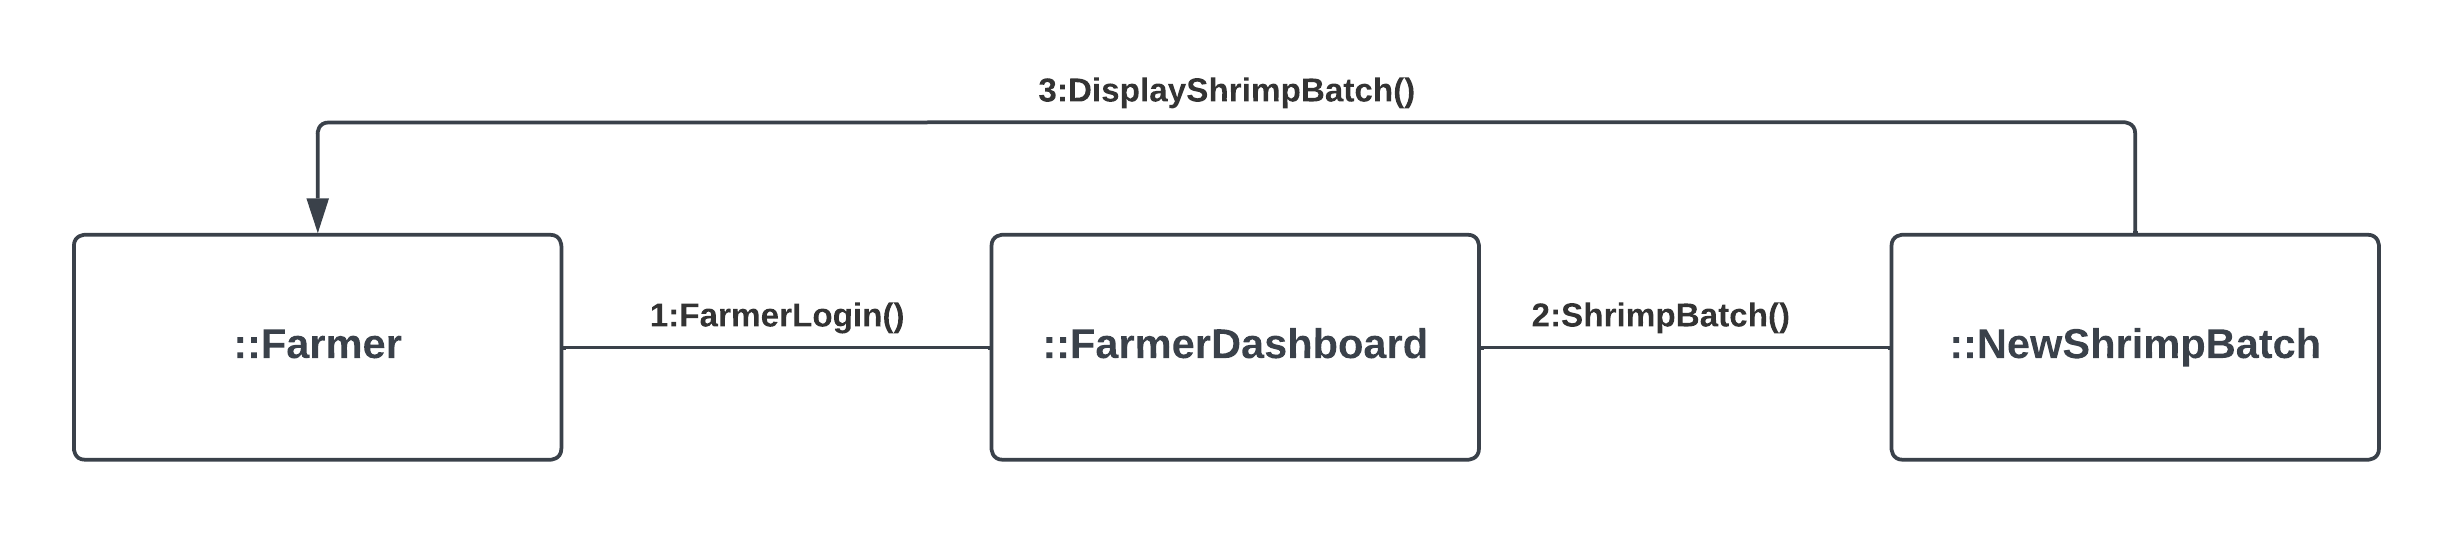 3:DisplayShrimpBatch()
::Farmer
1:FarmerLogin()
::FarmerDashboard
2:ShrimpBatch()
::NewShrimpBatch